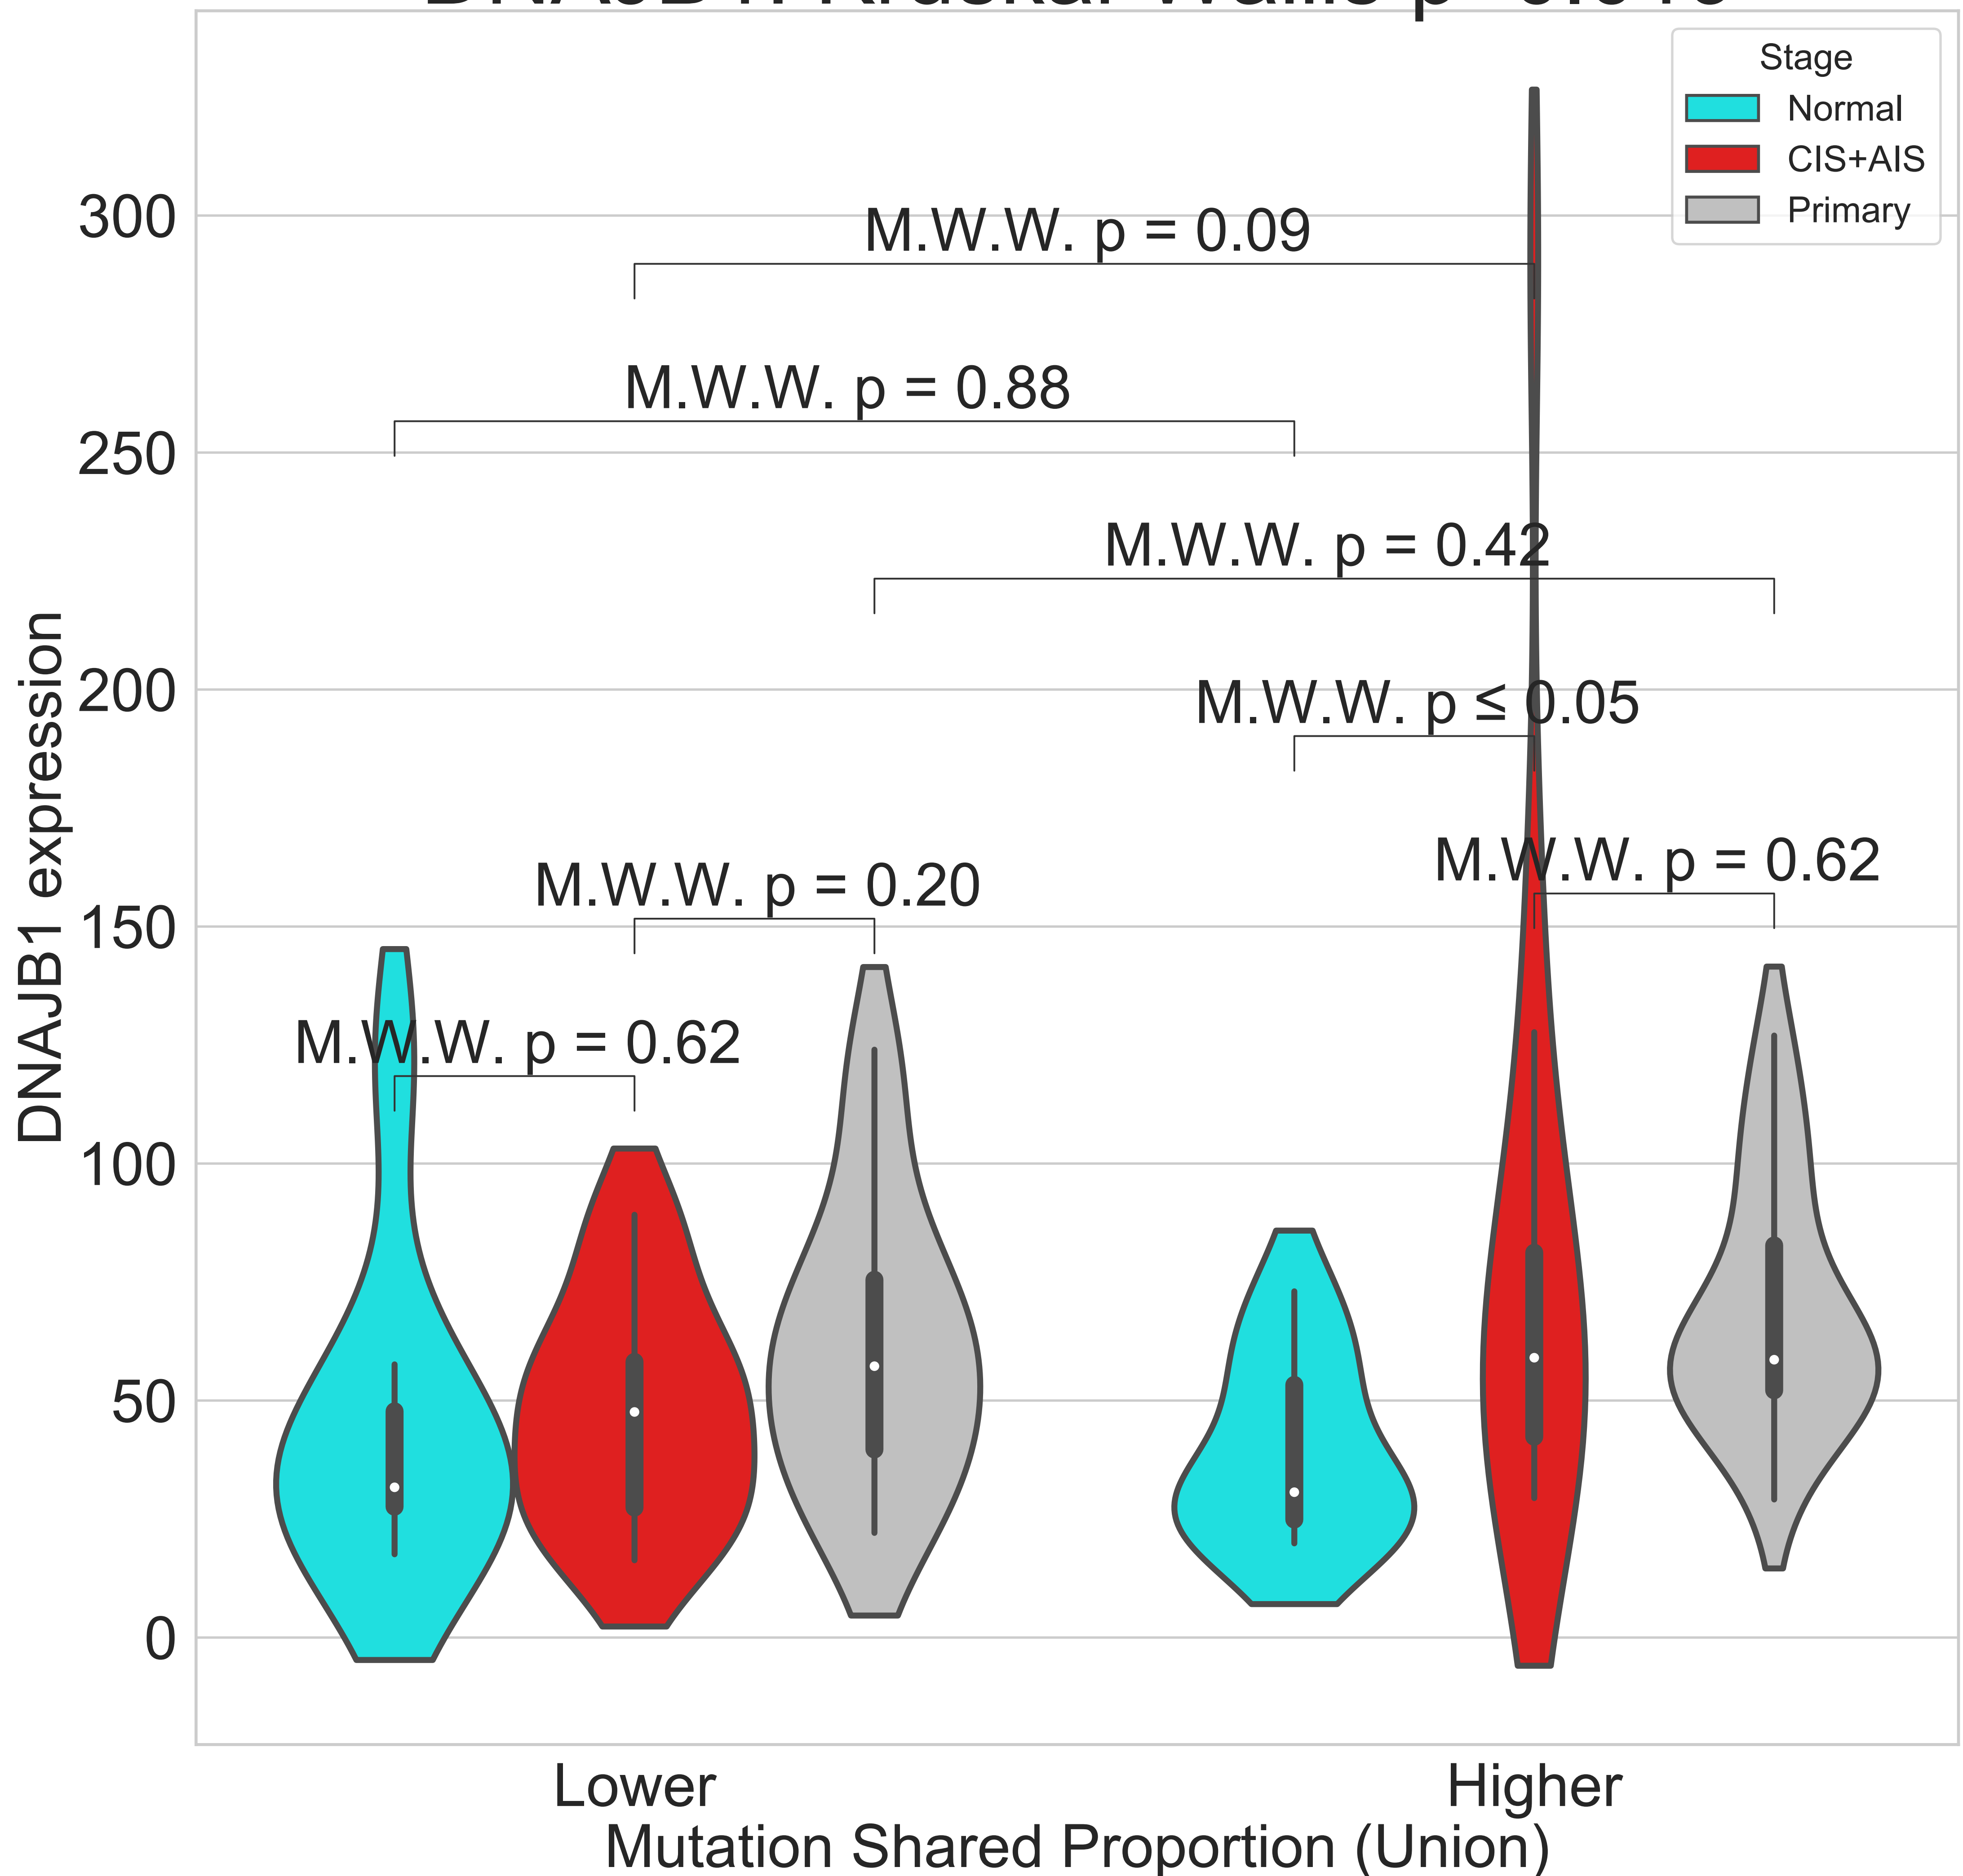 Stage
Normal
CIS+AIS
Primary
300
250
200
150
100
50
0
DNAJB1 expression
M.W.W. p = 0.09
M.W.W. p = 0.88
M.W.W. p = 0.42
M.W.W. p ≤ 0.05
M.W.W. p = 0.62
M.W.W. p = 0.20
M.W.W. p = 0.62
Lower
Higher
Mutation Shared Proportion (Union)